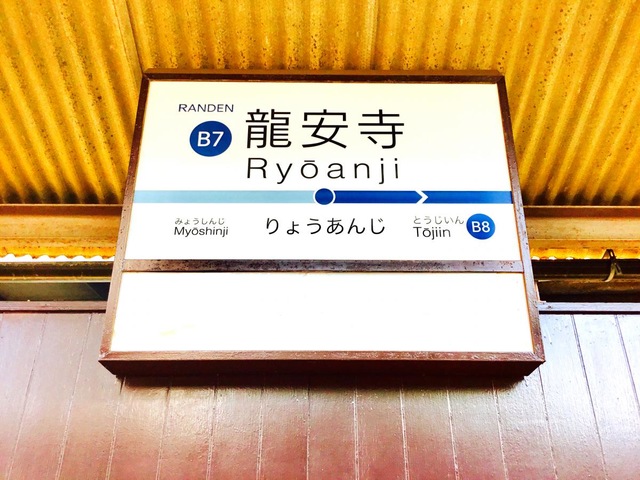 RANDEN
B7
龍安寺
Ryōanji
みょうしんじ
Myōshinji
りょうあんじ
とうじいん
Tōjiin
B8